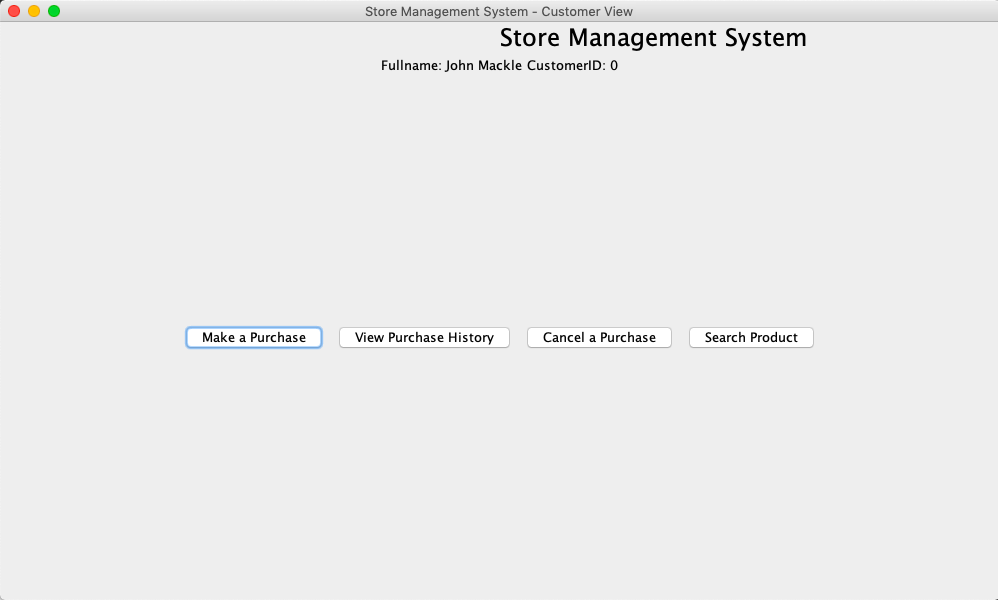 Store Management System - Customer View
Store Management System
Fullname: John Mackle CustomerID: 0
Make a Purchase
View Purchase History
Cancel a Purchase
Search Product